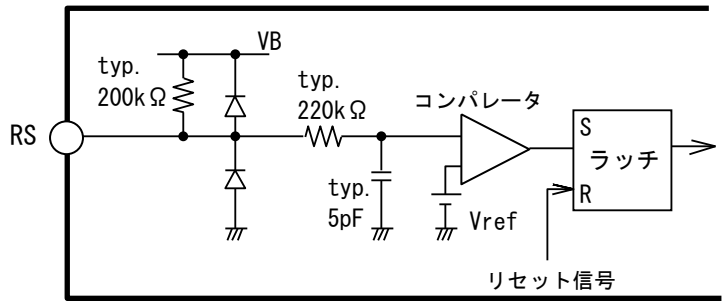 VB
typ.
200kΩ
typ.
220kΩ
コンパレータ
RS
S
ラッチ
R
typ.
5pF
Vref
リセット信号